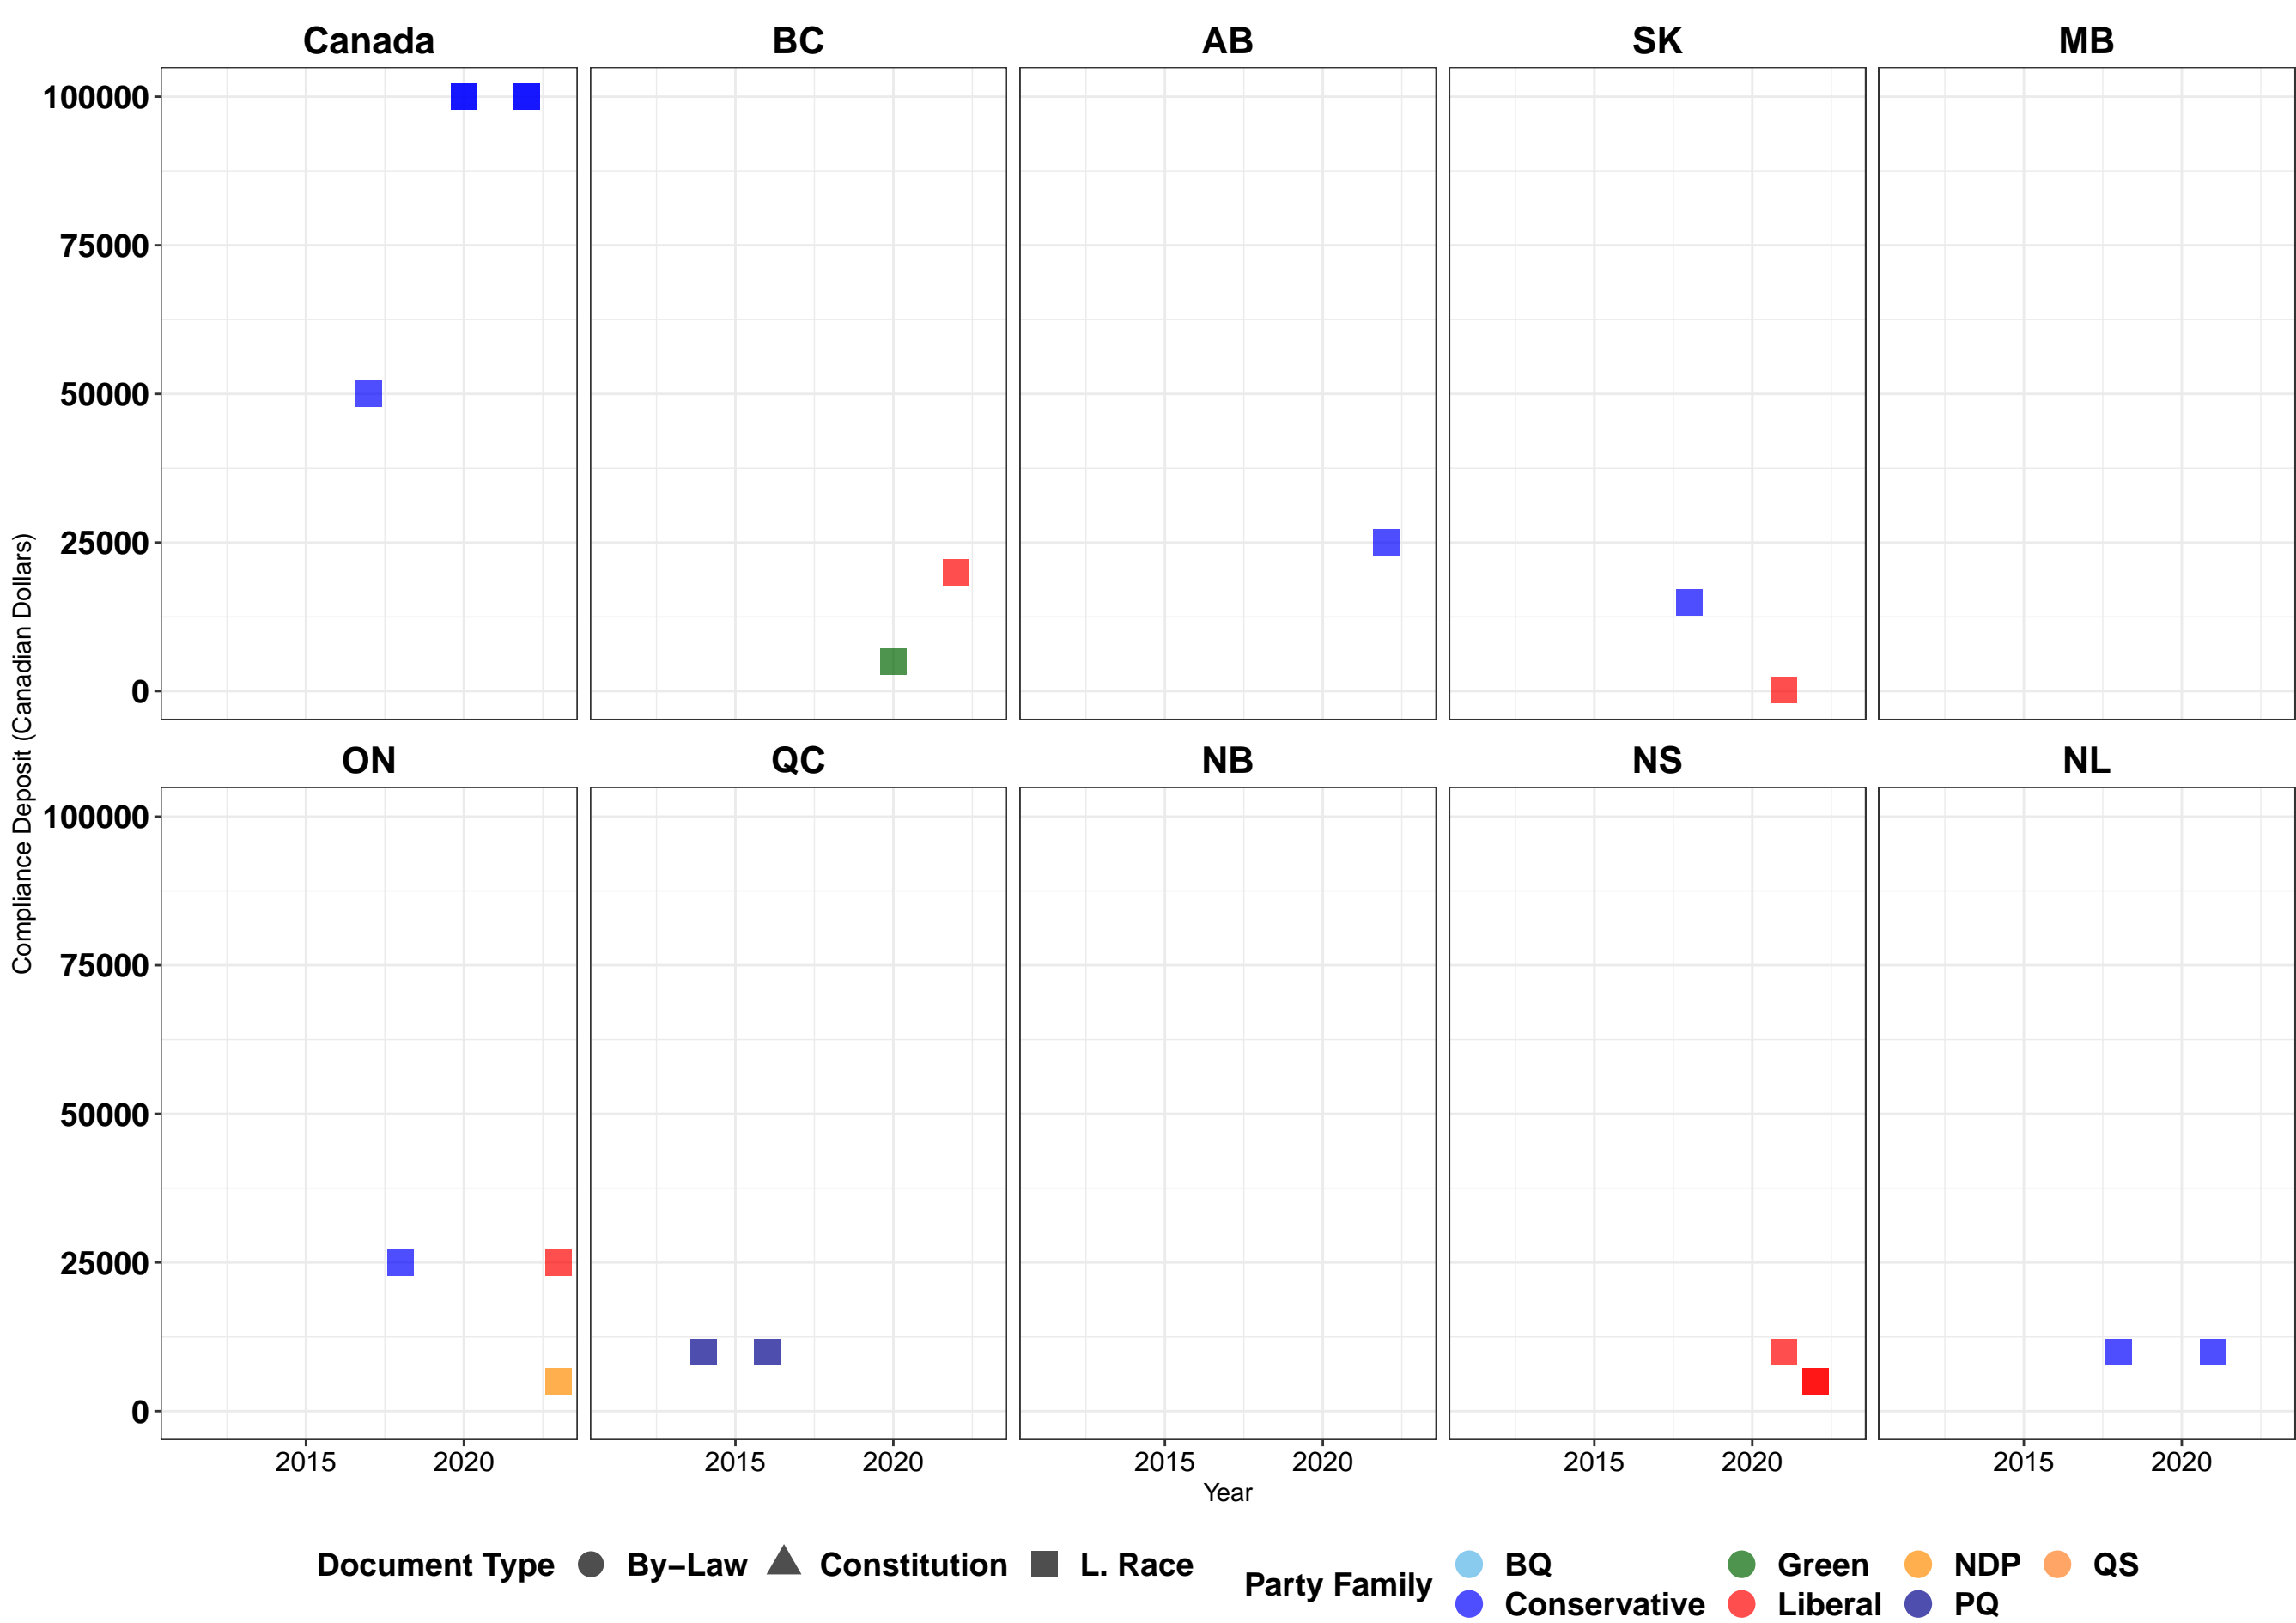 Canada BC AB SK MB
100000
75000
50000
25000
0
Compliance Deposit (Canadian Dollars)
ON QC NB NS NL
100000
75000
50000
25000
0
2015 2020 2015 2020 2015 2020 2015 2020 2015 2020
Year
Document Type By−Law Constitution L. Race
Party Family BQ Green NDP QS
Conservative Liberal PQ